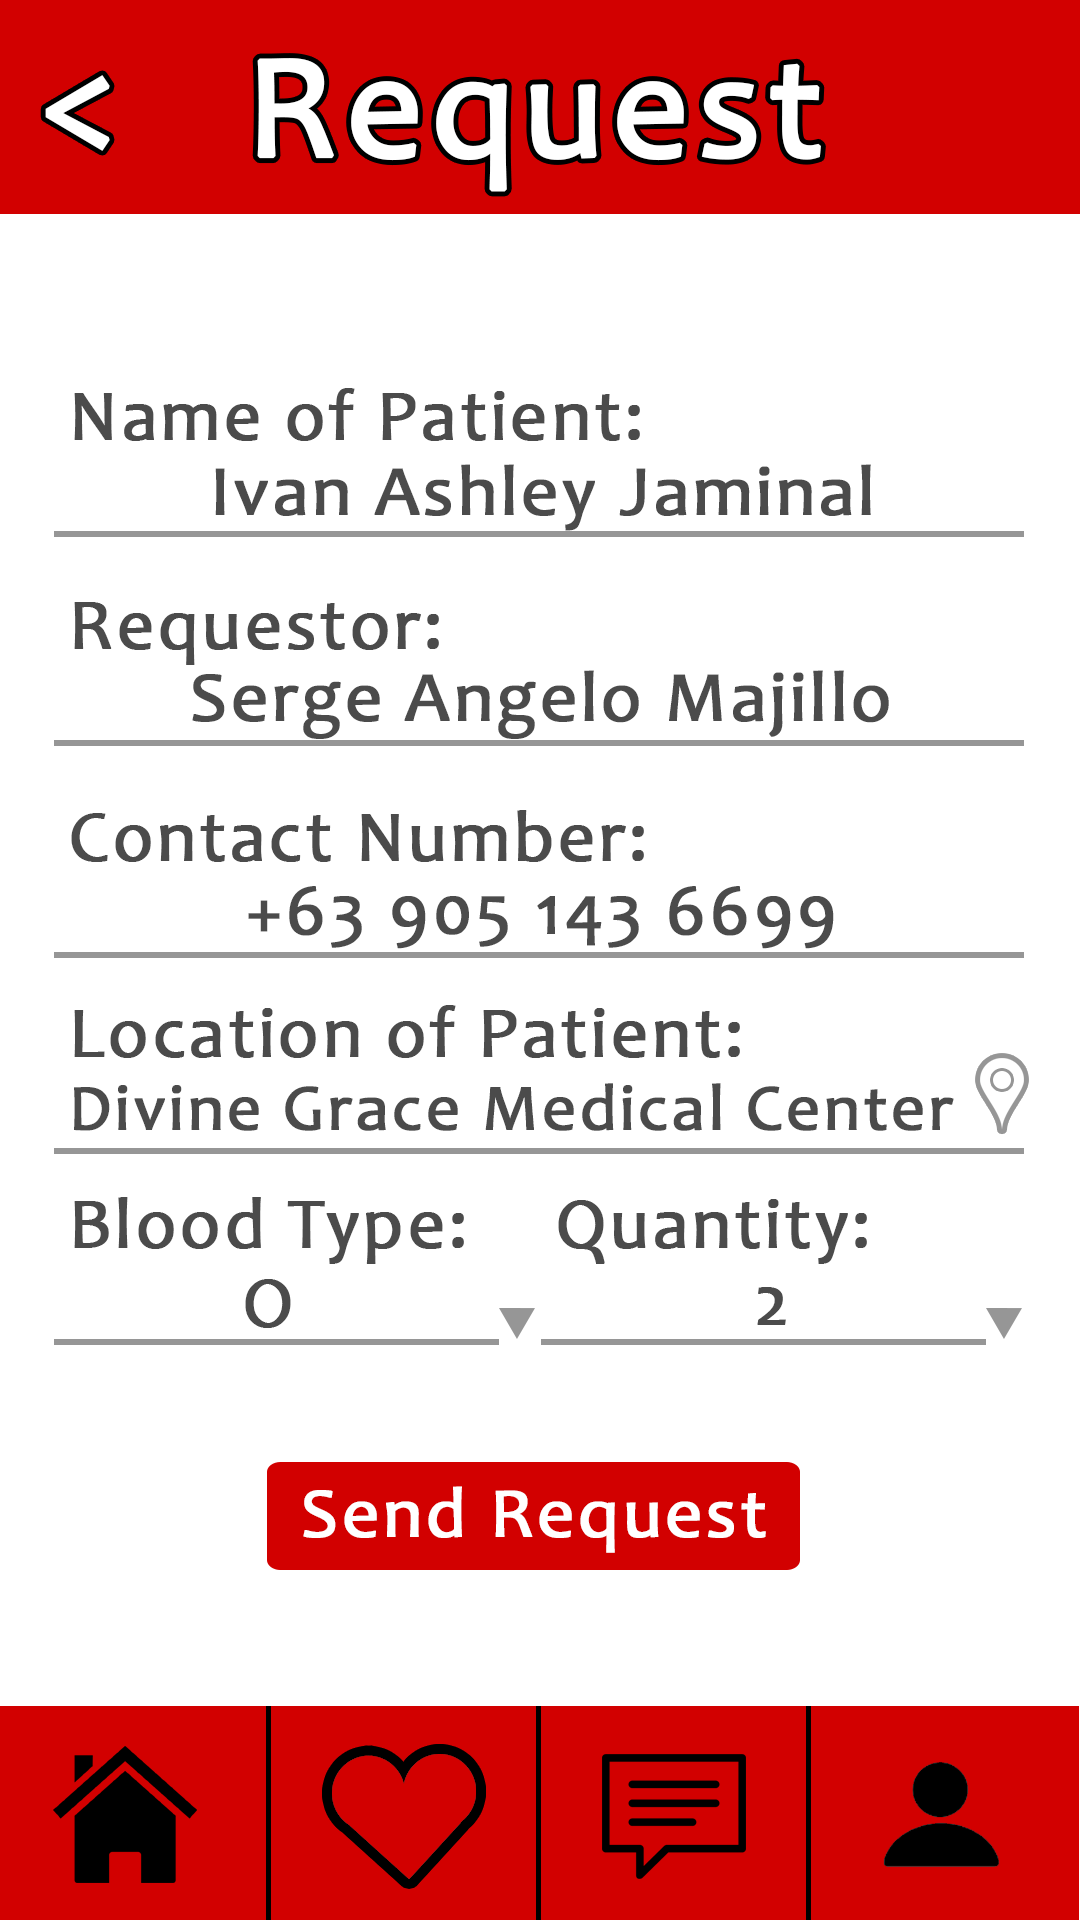 < Request
Name of Patient:
Ivan Ashley Jaminal
Requestor:
Serge Angelo Majillo
Contact Number:
+63 905 143 6699
Location of Patient:
Divine Grace Medical Center
Blood Type: Quantity:
O 2
Send Request